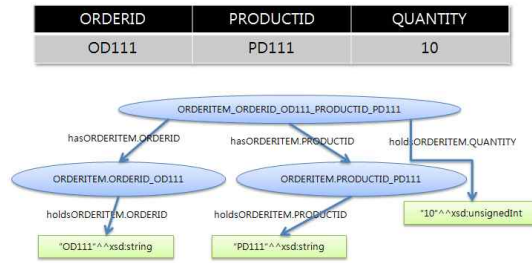 ORDERID PRODUCTID QUANTITY
OD111 PD111 10
ORDERITEM_ORDERID_OD111_PRODUCTID_PD111
hasORDERITEM.ORDERID hasORDERITEM.PRODUCTID holdsORDERITEM.QUANTITY
ORDERITEM.ORDERID_OD111 ORDERITEM.PRODUCTID_PD111
holdsORDERITEM.ORDERID holdsORDERITEM.PRODUCTID "10"^^xsd:unsignedInt
"OD111"^^xsd:string "PD111"^^xsd:string